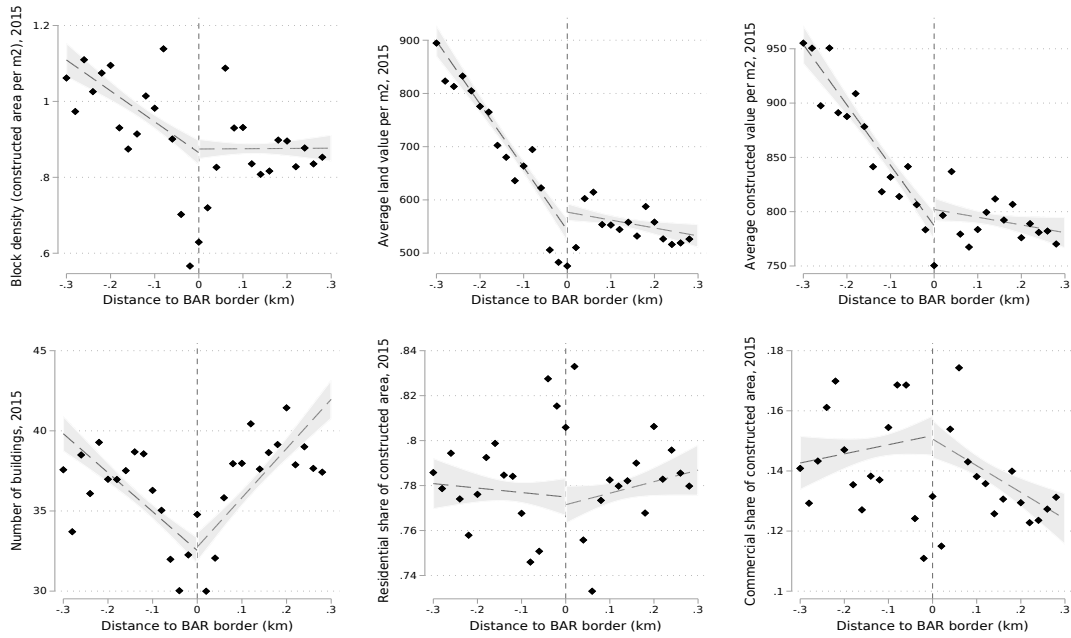 Block density (constructed area per m2), 2015
1.2
1
.8
.6
-.3 -.2 -.1 0 .1 .2 .3
Distance to BAR border (km)
Average land value per m2, 2015
900
800
700
600
500
-.3 -.2 -.1 0 .1 .2 .3
Distance to BAR border (km)
Average constructed value per m2, 2015
950
900
850
800
750
-.3 -.2 -.1 0 .1 .2 .3
Distance to BAR border (km)
Number of buildings, 2015
45
40
35
30
-.3 -.2 -.1 0 .1 .2 .3
Distance to BAR border (km)
Residential share of constructed area, 2015
.84
.82
.8
.78
.76
.74
-.3 -.2 -.1 0 .1 .2 .3
Distance to BAR border (km)
Commercial share of constructed area, 2015
.18
.16
.14
.12
.1
-.3 -.2 -.1 0 .1 .2 .3
Distance to BAR border (km)